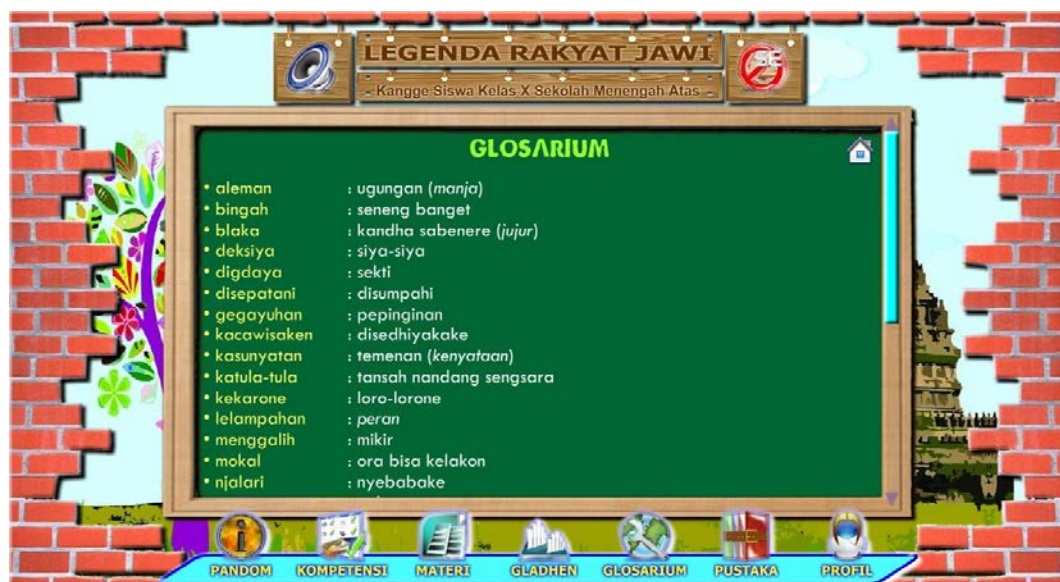 LEGENDA RAKYAT JAWI
Kangge Siswa Kelas X Sekolah Menengah Atas
SE
GLOSARIUM
• aleman : ugungan (manja)
• bingah : seneng banget
• blaka : kandha sabenere (jujur)
• deksiya : siya-siya
• digdaya : sekti
• disepatani : disumpahi
• gegayuhan : pepinginan
• kacawisaken : disedhiyakake
• kasunyatan : temenan (kenyataan)
• katula-tula : tansah nandang sengsara
• kekarone : loro-lorone
• lelampahan : peran
• menggalih : mikir
• mokal : ora bisa kelakon
• njalari : nyebabake
PANDOM KOMPETENSI MATERI GLADHEN GLOSARIUM PUSTAKA PROFIL